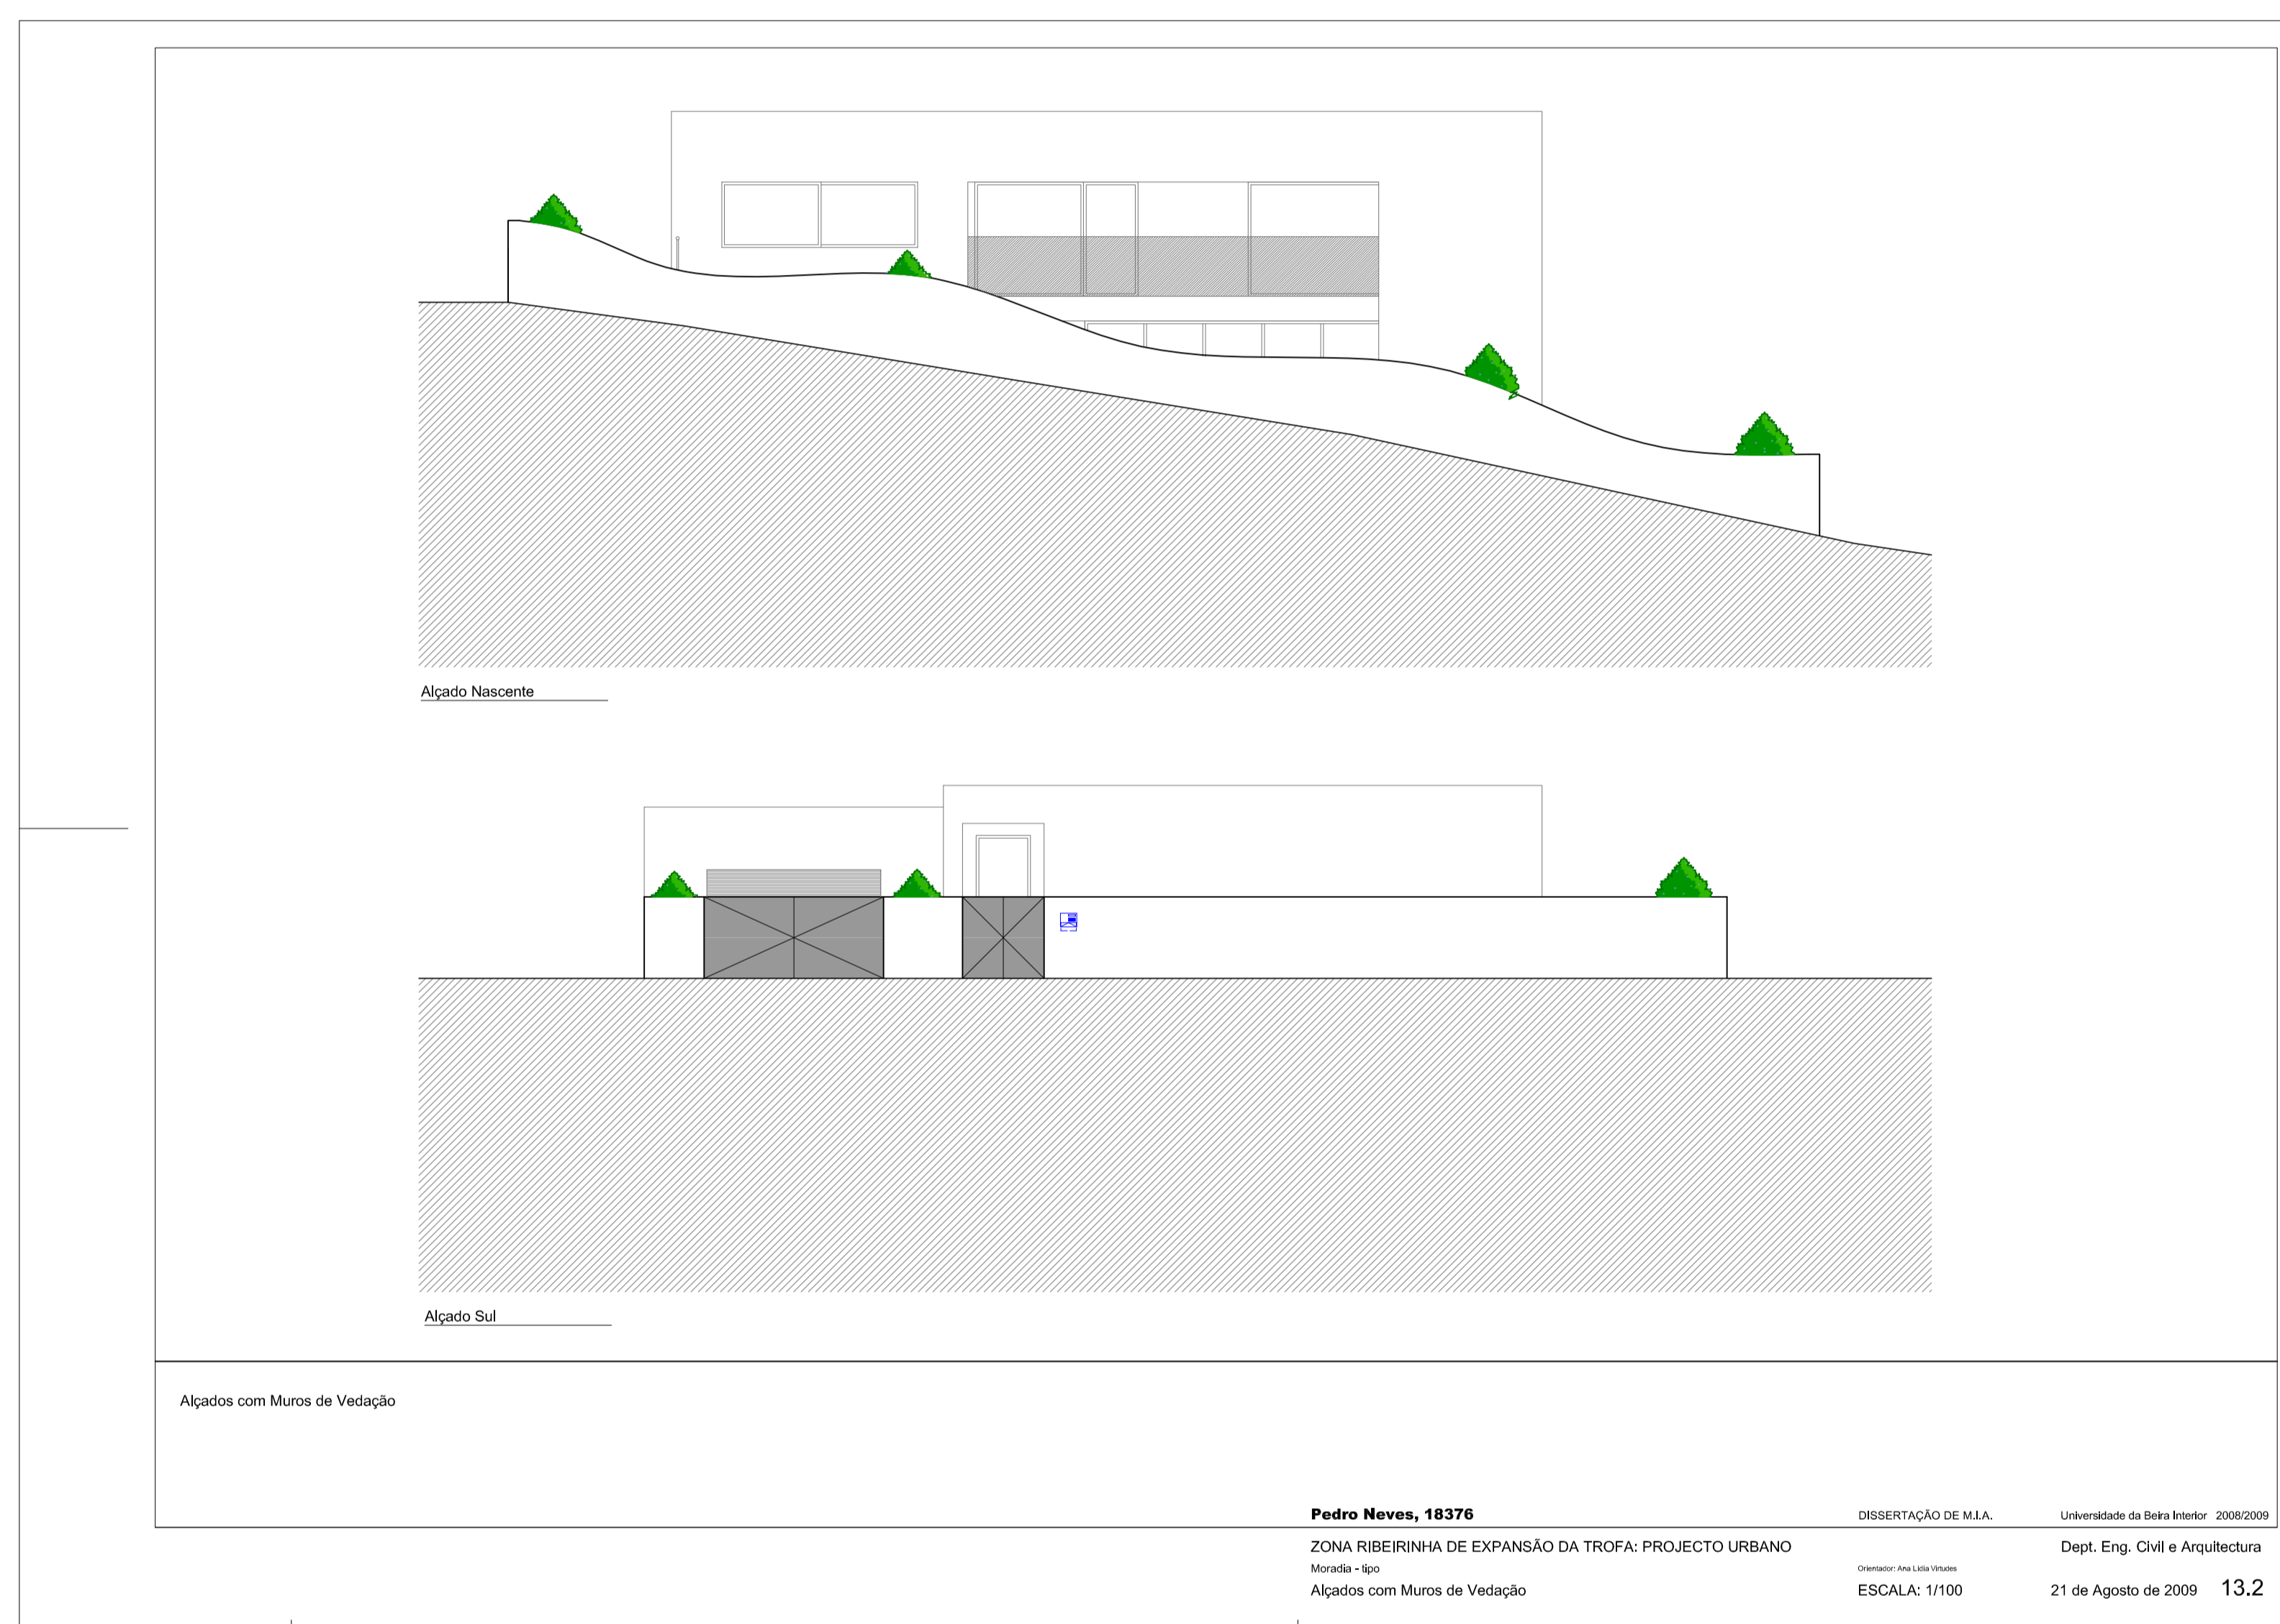 Alçado Nascente
Alçado Sul
Alçados com Muros de Vedação
Pedro Neves, 18376
DISSERTAÇÃO DE M.I.A.
Universidade da Beira Interior 2008/2009
ZONA RIBEIRINHA DE EXPANSÃO DA TROFA: PROJECTO URBANO
Dept. Eng. Civil e Arquitectura
Moradia - tipo
Orientador: Ana Lídia Virtudes
Alçados com Muros de Vedação
ESCALA: 1/100
21 de Agosto de 2009 13.2